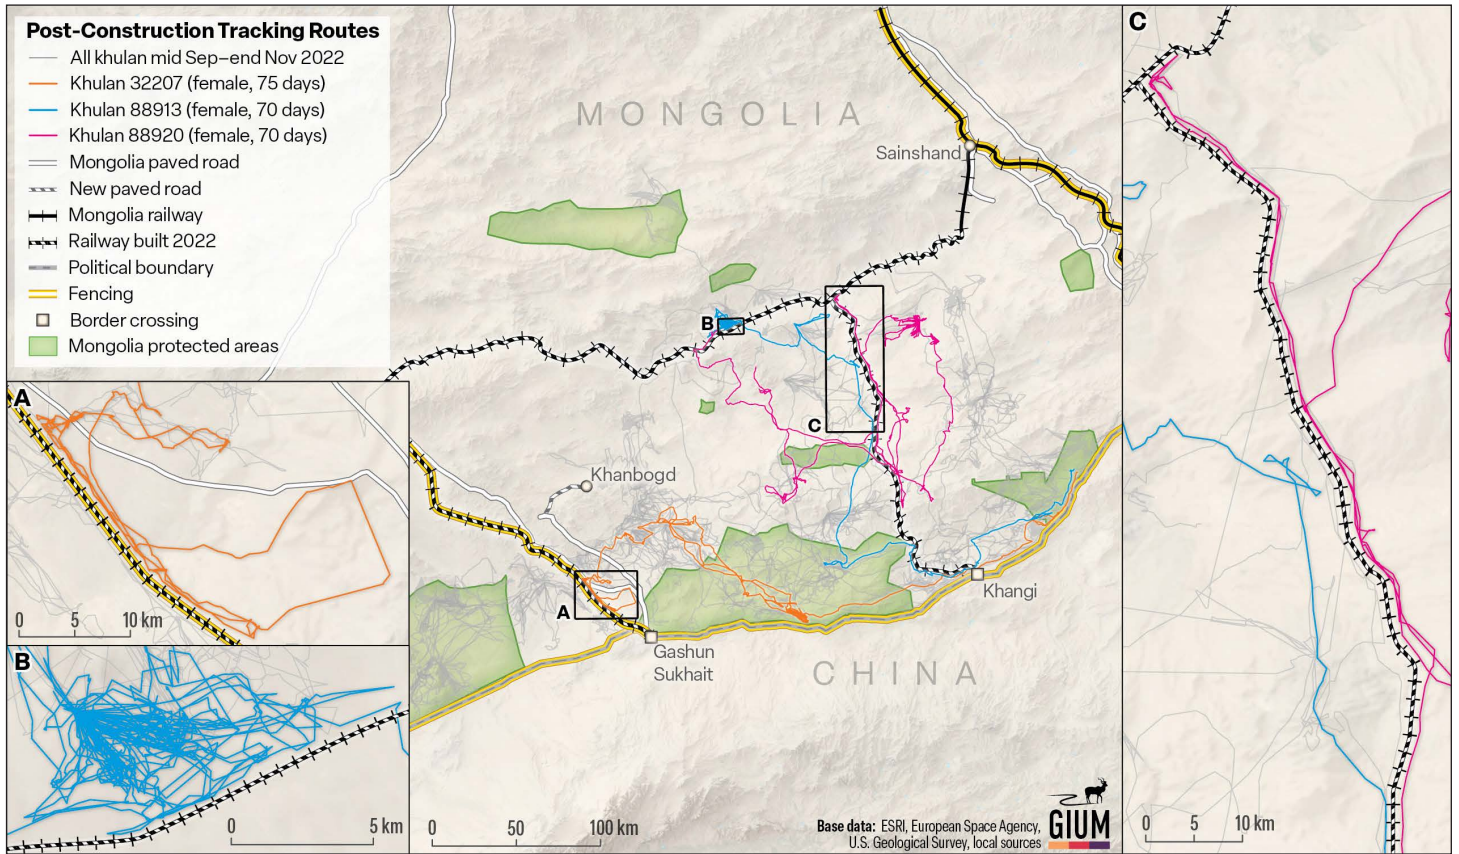 Post-Construction Tracking Routes
All khulan mid Sep–end Nov 2022
Khulan 32207 (female, 75 days)
Khulan 88913 (female, 70 days)
Khulan 88920 (female, 70 days)
Mongolia paved road
New paved road
Mongolia railway
Railway built 2022
Political boundary
Fencing
Border crossing
Mongolia protected areas
MONGOLIA
Sainshand
B
C
Khanbogd
A
Khangi
Gashun
Sukhait
CHINA
0 50 100 km
Base data: ESRI, European Space Agency,
U.S. Geological Survey, local sources
GIUM
A
0 5 10 km
B
0 5 km
C
0 5 10 km